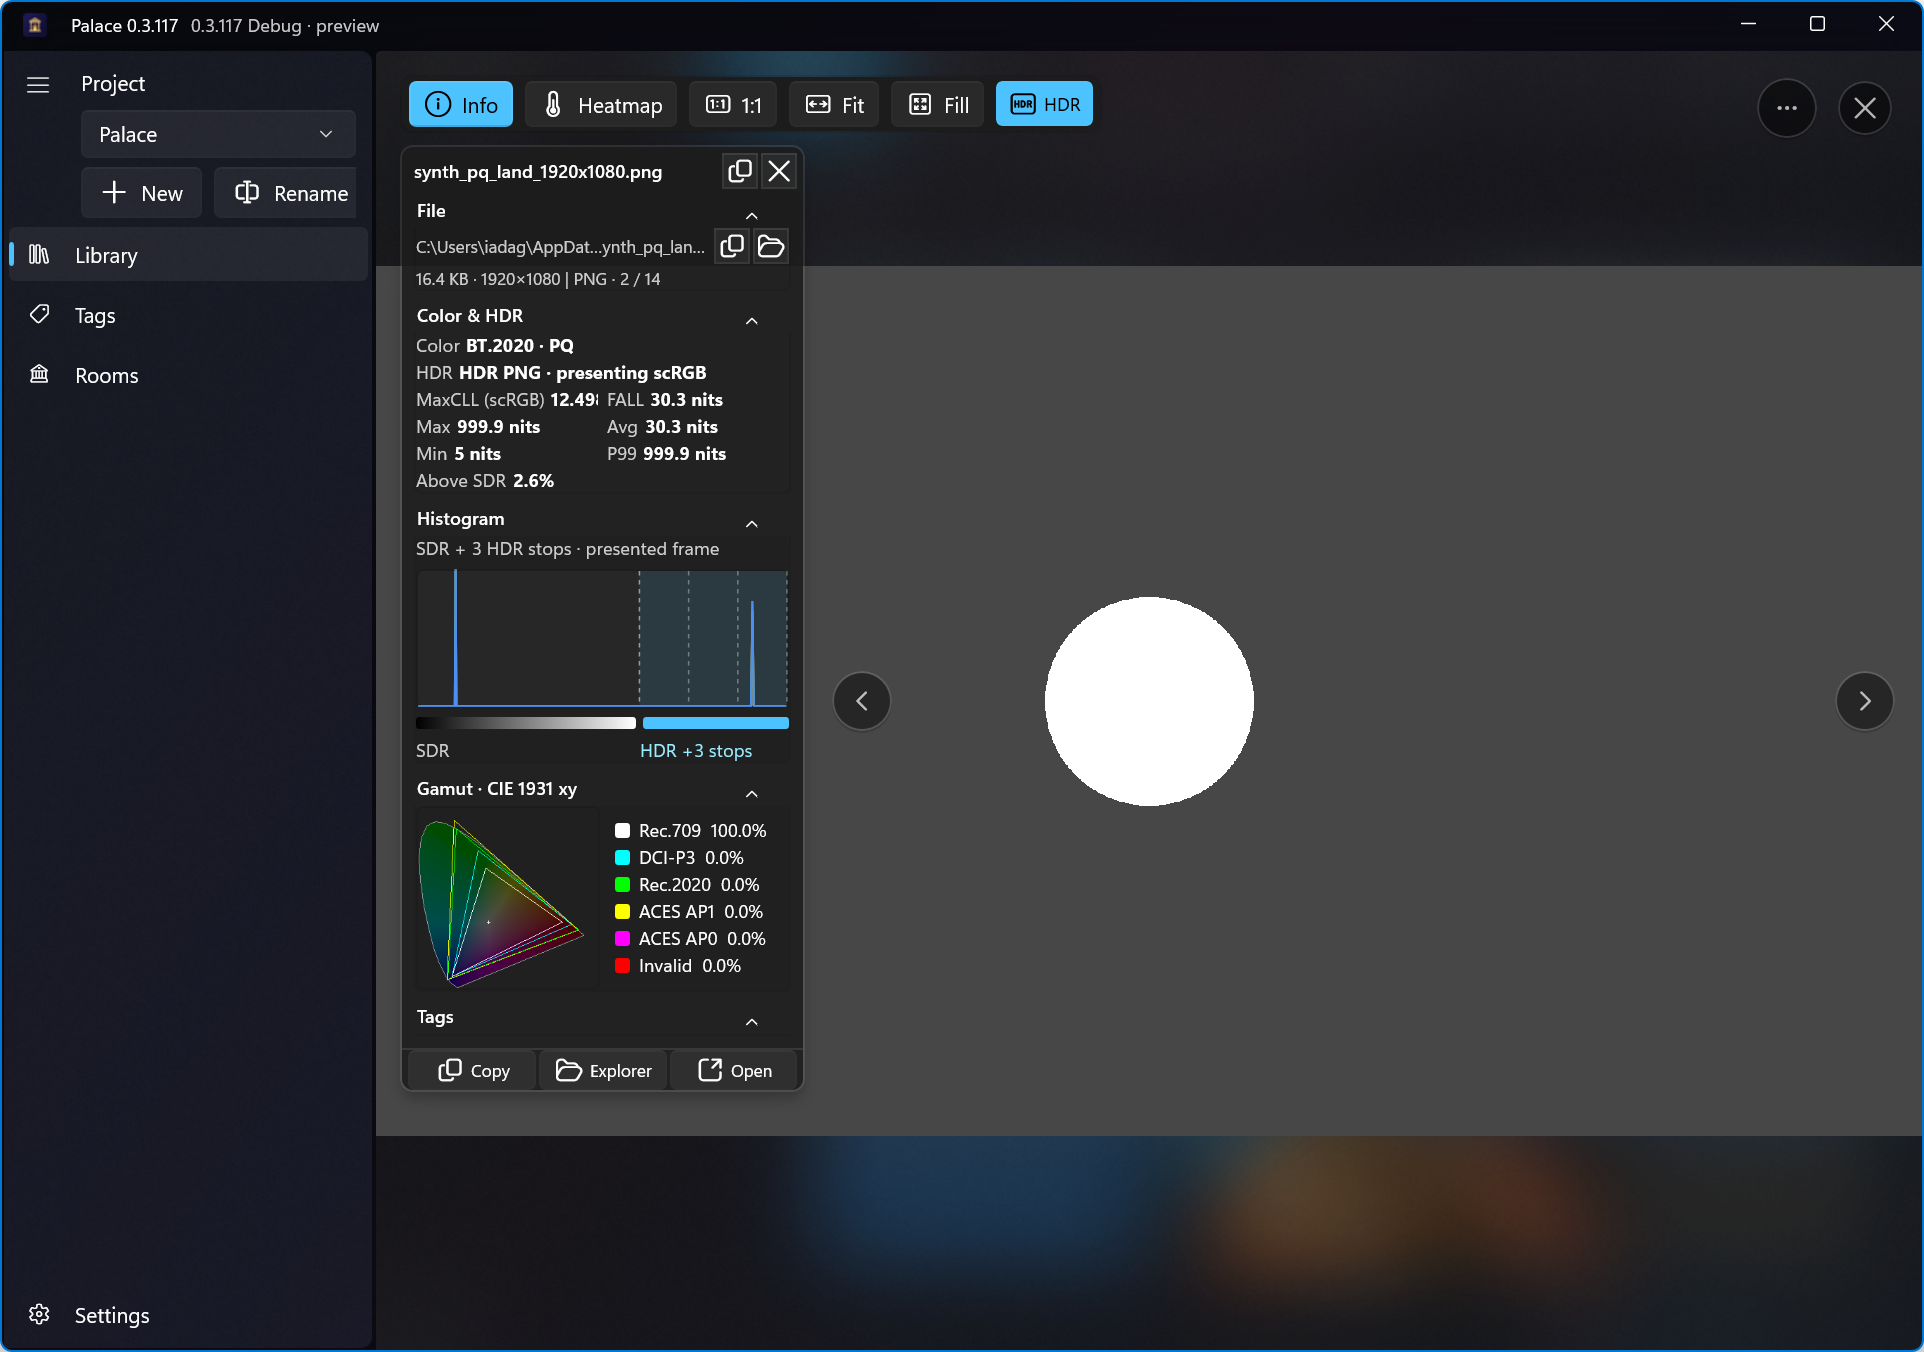 Palace 0.3.117 0.3.117 Debug · preview
Project
Palace
New
Rename
Library
Tags
Rooms
Settings
Info
Heatmap
1:1 1:1
Fit
Fill
HDR HDR
synth_pq_land_1920x1080.png
File
C:\Users\iadag\AppDat...ynth_pq_lan...
16.4 KB · 1920×1080 | PNG · 2 / 14
Color & HDR
Color BT.2020 · PQ
HDR HDR PNG · presenting scRGB
MaxCLL (scRGB) 12.498 FALL 30.3 nits
Max 999.9 nits Avg 30.3 nits
Min 5 nits P99 999.9 nits
Above SDR 2.6%
Histogram
SDR + 3 HDR stops · presented frame
SDR HDR +3 stops
Gamut · CIE 1931 xy
Rec.709 100.0%
DCI-P3 0.0%
Rec.2020 0.0%
ACES AP1 0.0%
ACES AP0 0.0%
Invalid 0.0%
Tags
Copy
Explorer
Open